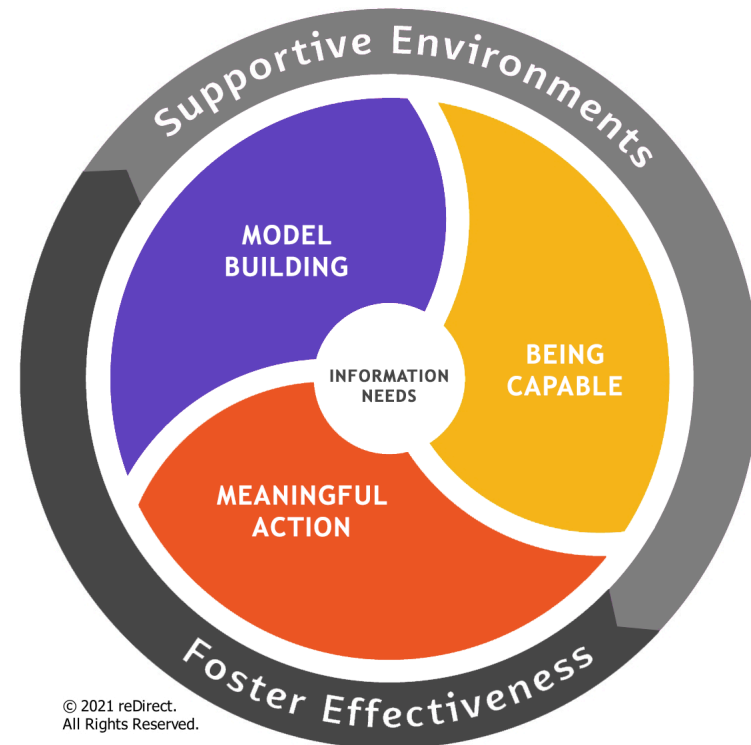 Supportive Environments
MODEL
BUILDING
BEING
CAPABLE
INFORMATION
NEEDS
MEANINGFUL
ACTION
Foster Effectiveness
© 2021 reDirect.
All Rights Reserved.